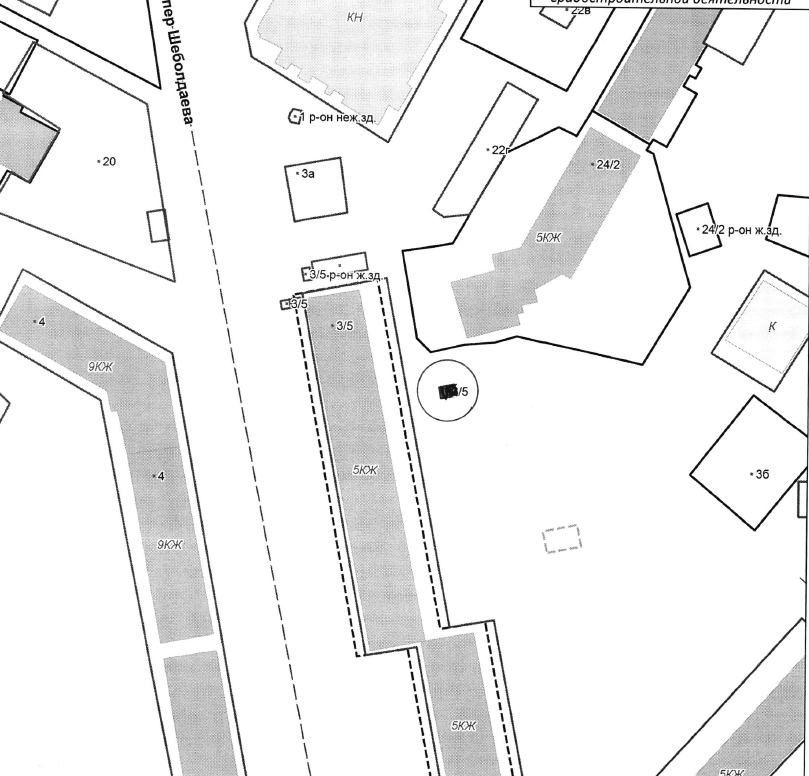 градостроительной деятельности
пер Шеболдаева
КН
22в
1 р-он неж.зд.
20
3а
22г
24/2
24/2 р-он ж.зд.
5КЖ
3/5 р-он ж.зд.
3/5
3/5
4
9КЖ
К
/5
5КЖ
4
3б
9КЖ
5КЖ
5КЖ